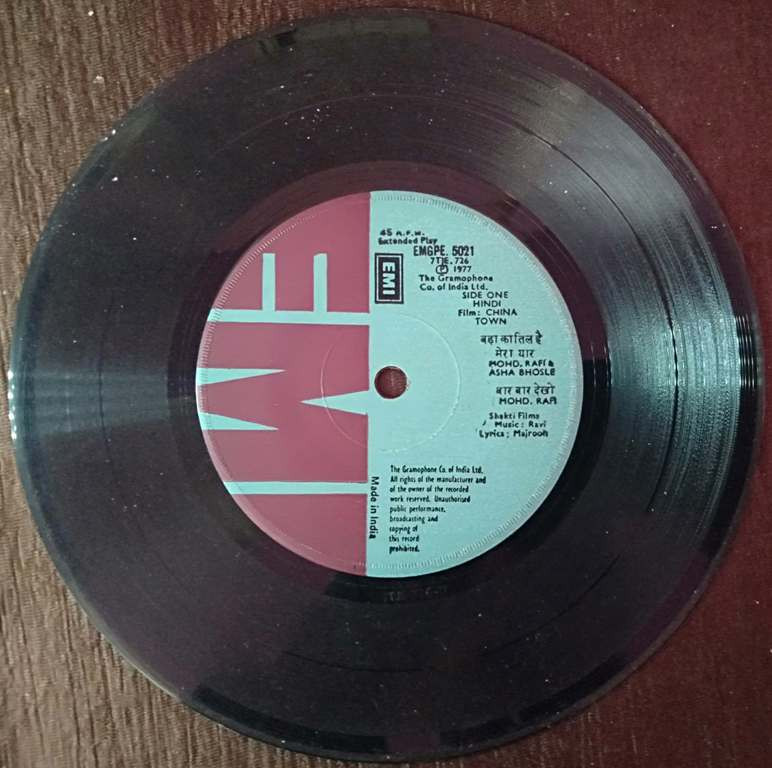 EMI
45 R.P.M.
Extended Play
EMGPE. 5021
7TJE. 726
Ⓟ 1977
EMI
The Gramophone
Co. of India Ltd.
SIDE ONE
HINDI
Film: CHINA
TOWN
बड़ा क़ातिल है
मेरा यार
MOHD. RAFI &
ASHA BHOSLE
बार बार देखो
MOHD. RAFI
Shakti Films
Music: Ravi
Lyrics; Majrooh
The Gramophone Co. of India Ltd.
All rights of the manufacturer and
of the owner of the recorded
work reserved. Unauthorised
public performance,
broadcasting and
copying of
this record
prohibited.
Made in India